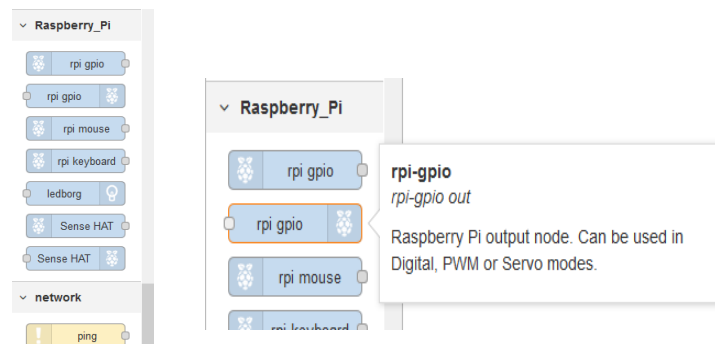 Raspberry_Pi
rpi gpio
rpi gpio
rpi mouse
rpi keyboard
ledborg
Sense HAT
Sense HAT
network
ping
Raspberry_Pi
rpi gpio
rpi gpio
rpi mouse
rpi keyboard
rpi-gpio
rpi-gpio out
Raspberry Pi output node. Can be used in
Digital, PWM or Servo modes.